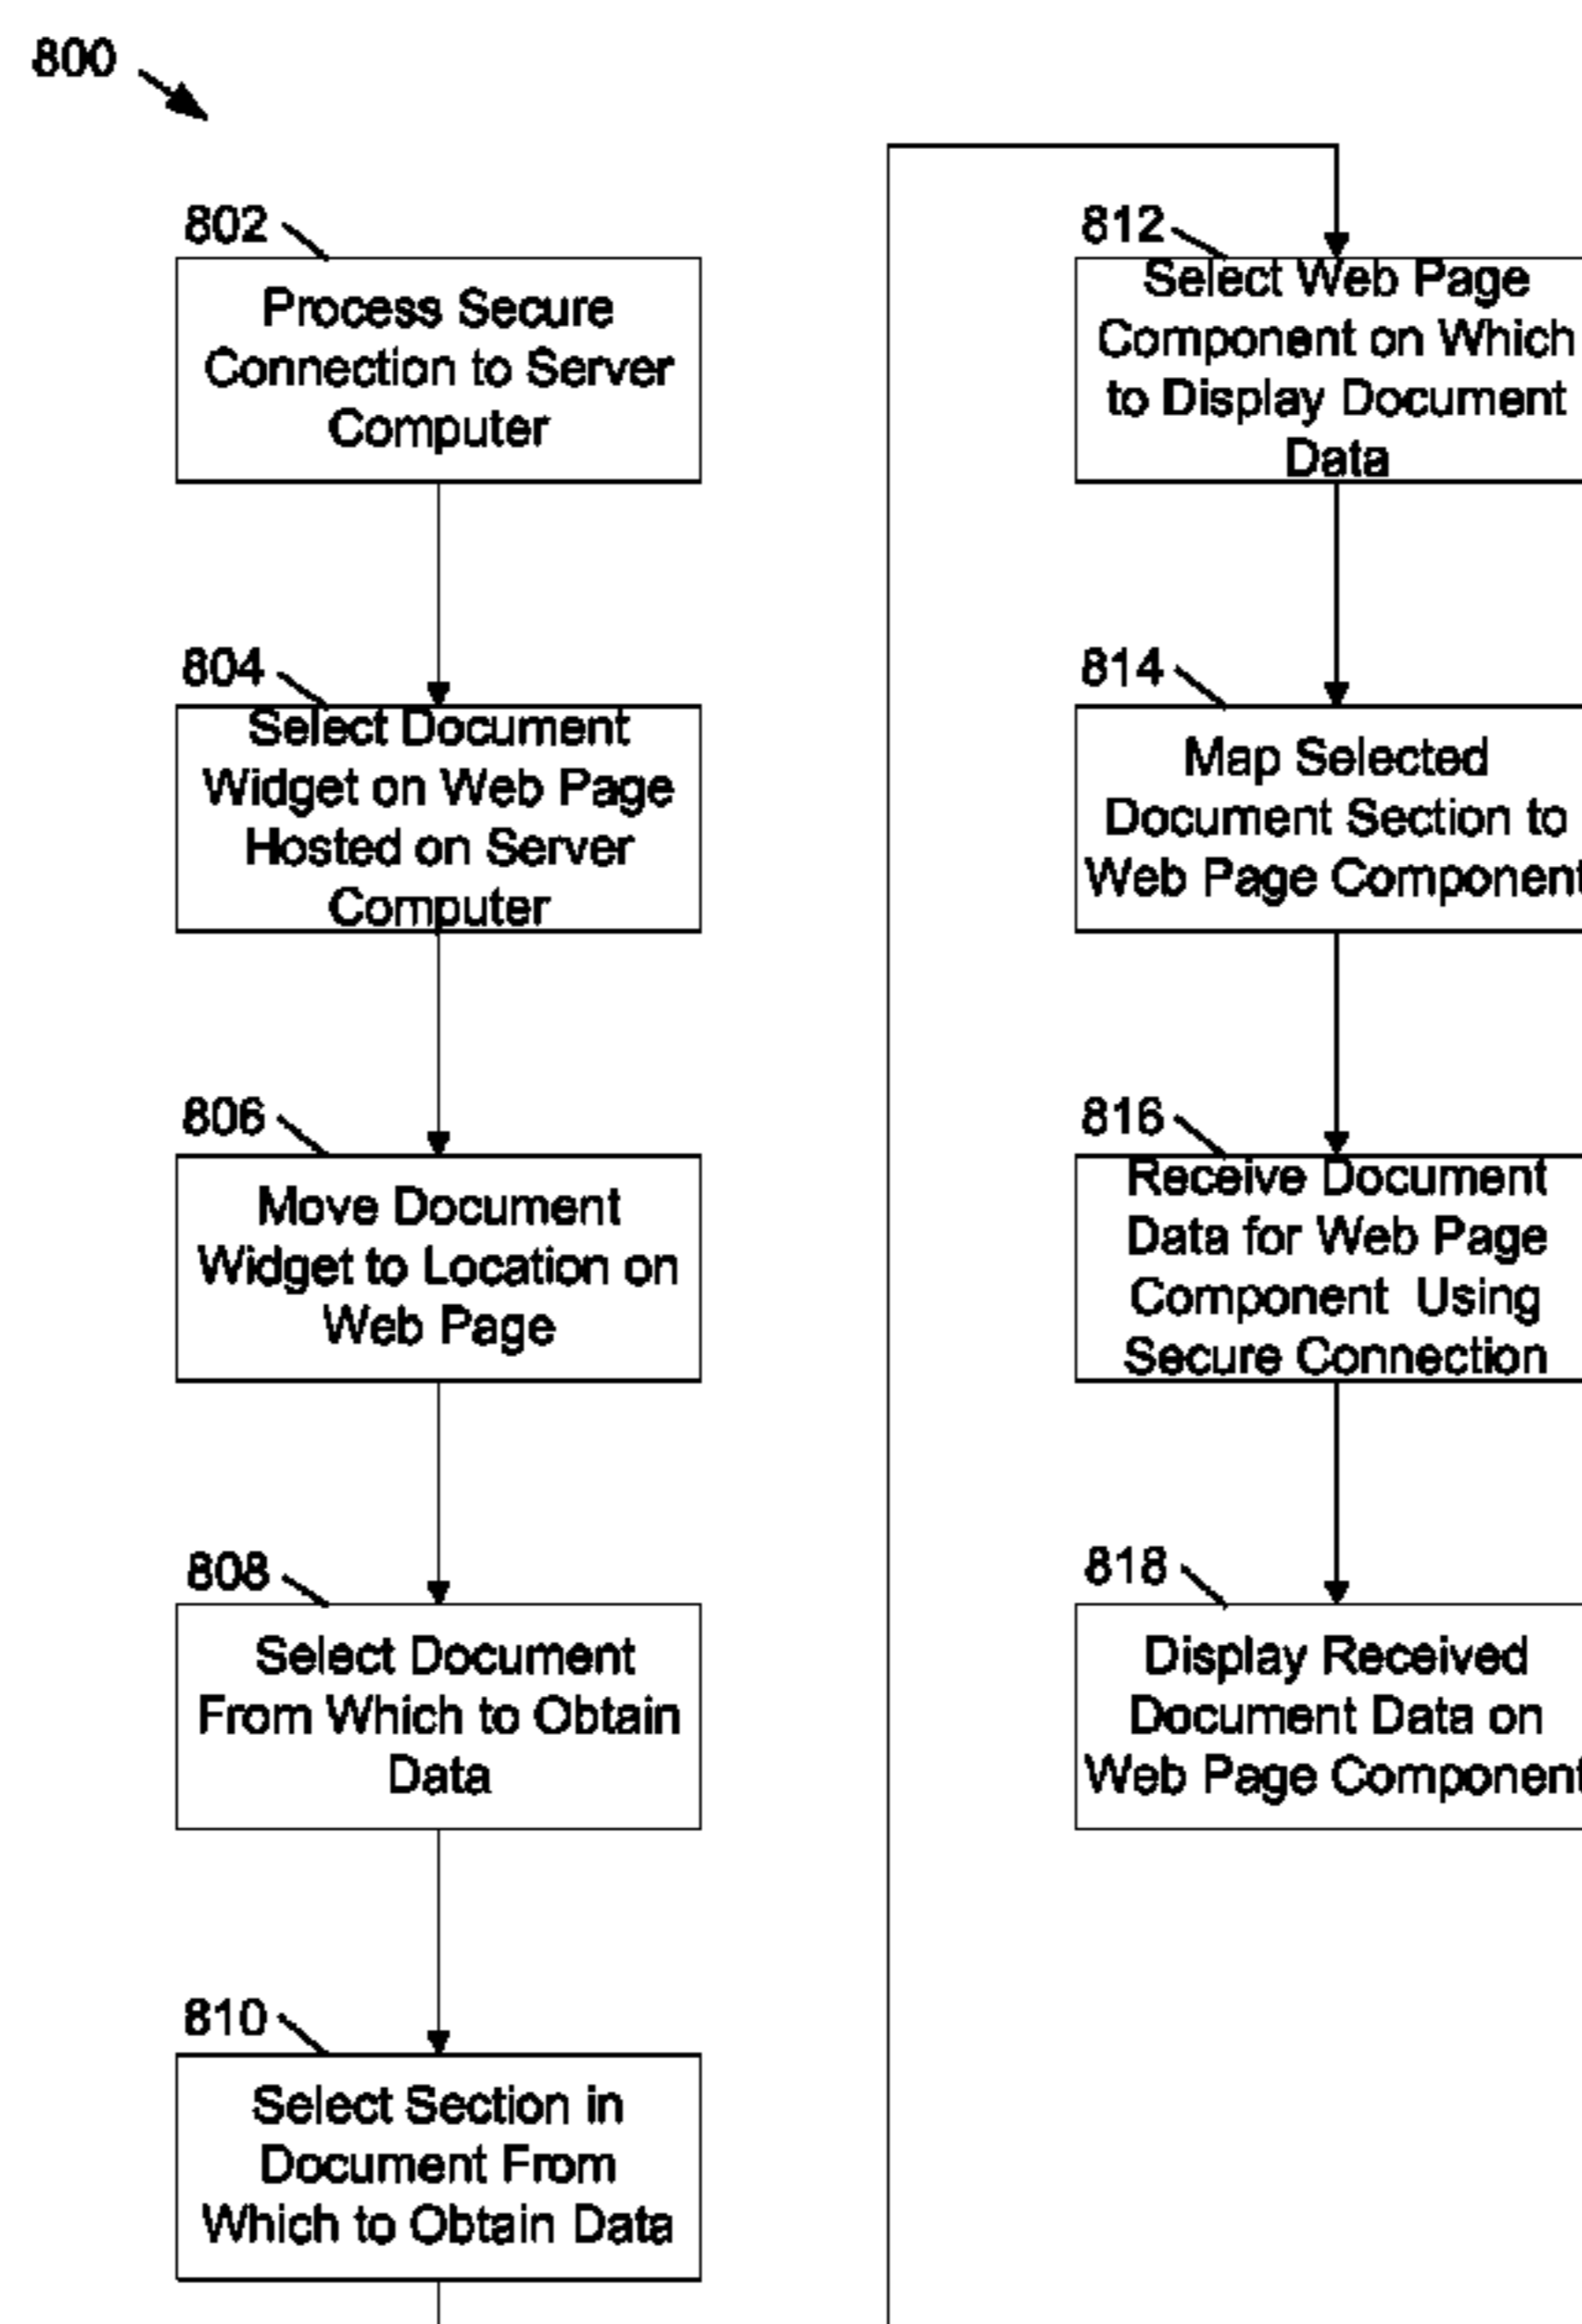 800
802
Process Secure
Connection to Server
Computer
804
Select Document
Widget on Web Page
Hosted on Server
Computer
806
Move Document
Widget to Location on
Web Page
808
Select Document
From Which to Obtain
Data
810
Select Section in
Document From
Which to Obtain Data
812
Select Web Page
Component on Which
to Display Document
Data
814
Map Selected
Document Section to
Web Page Component
816
Receive Document
Data for Web Page
Component Using
Secure Connection
818
Display Received
Document Data on
Web Page Component